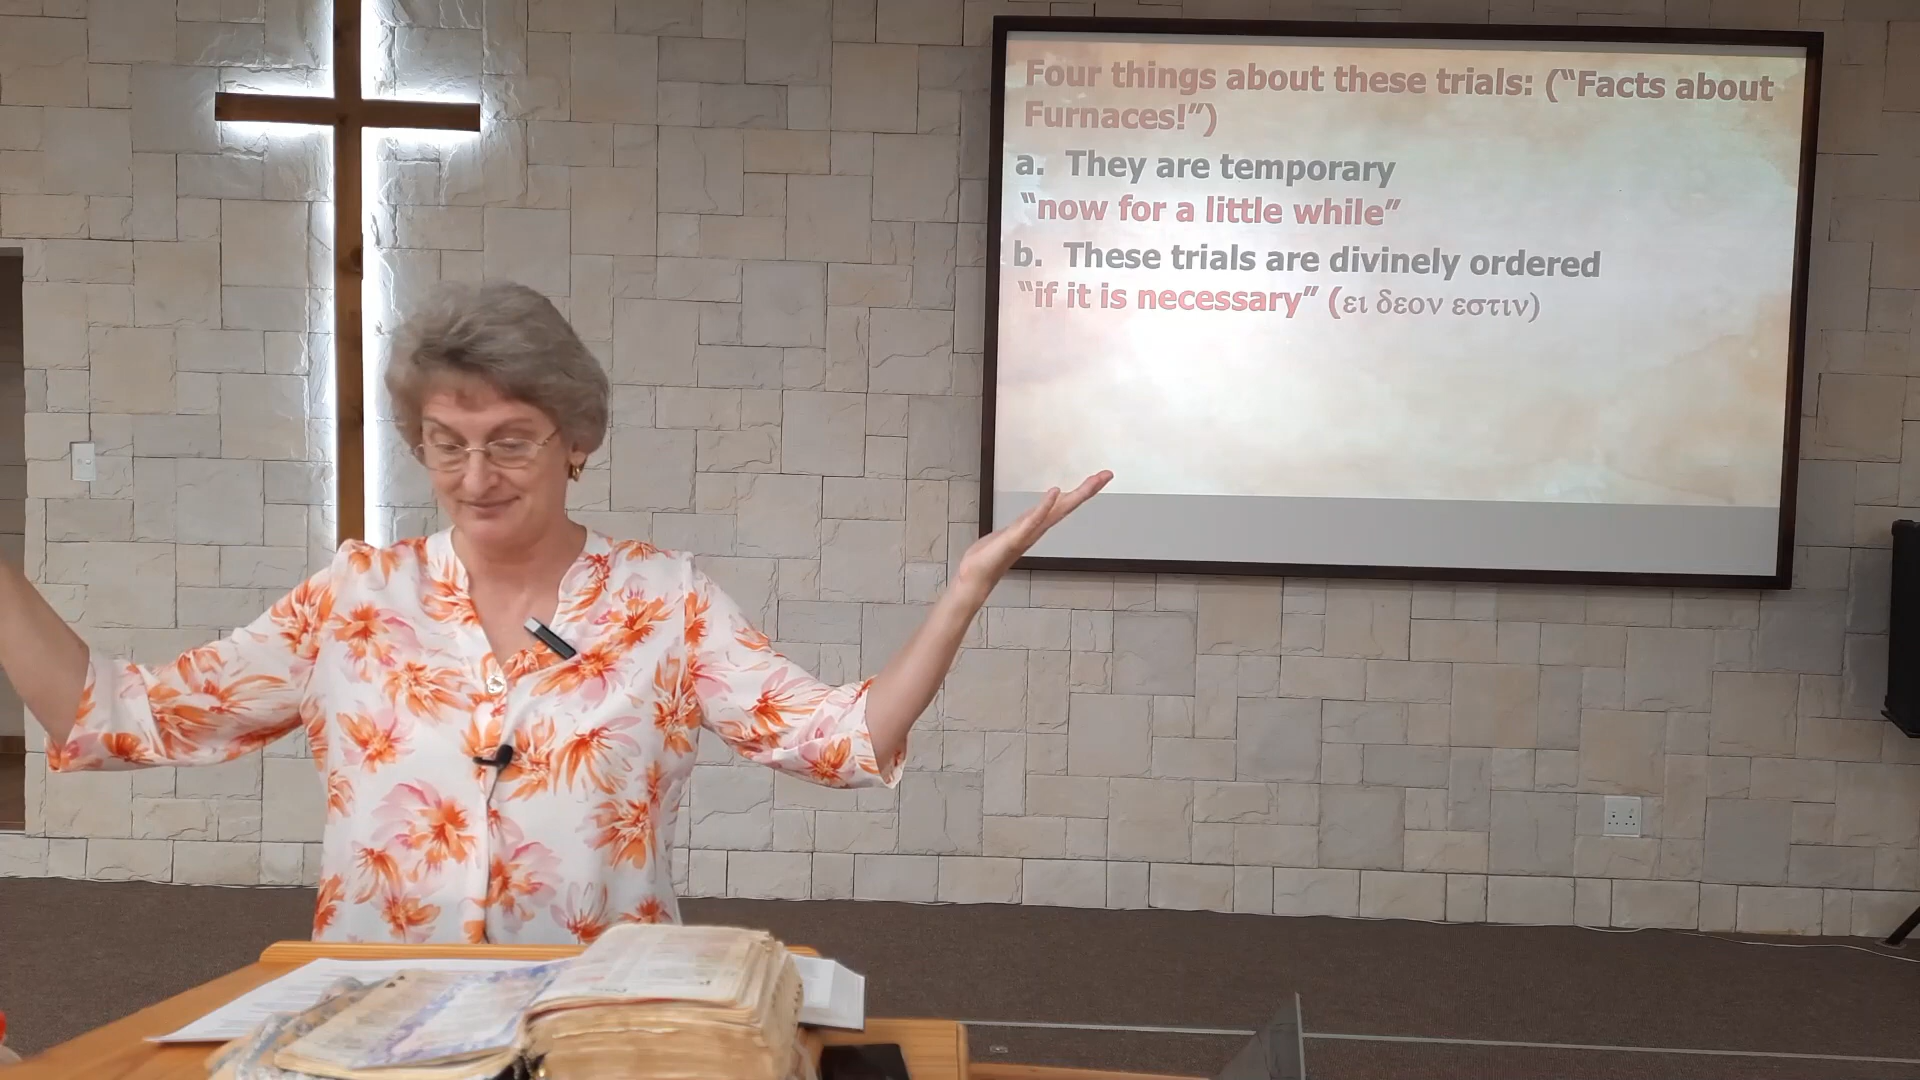 Four things about these trials: (“Facts about
Furnaces!”)
a. They are temporary
“now for a little while”
b. These trials are divinely ordered
“if it is necessary” (ει δεον εστιν)